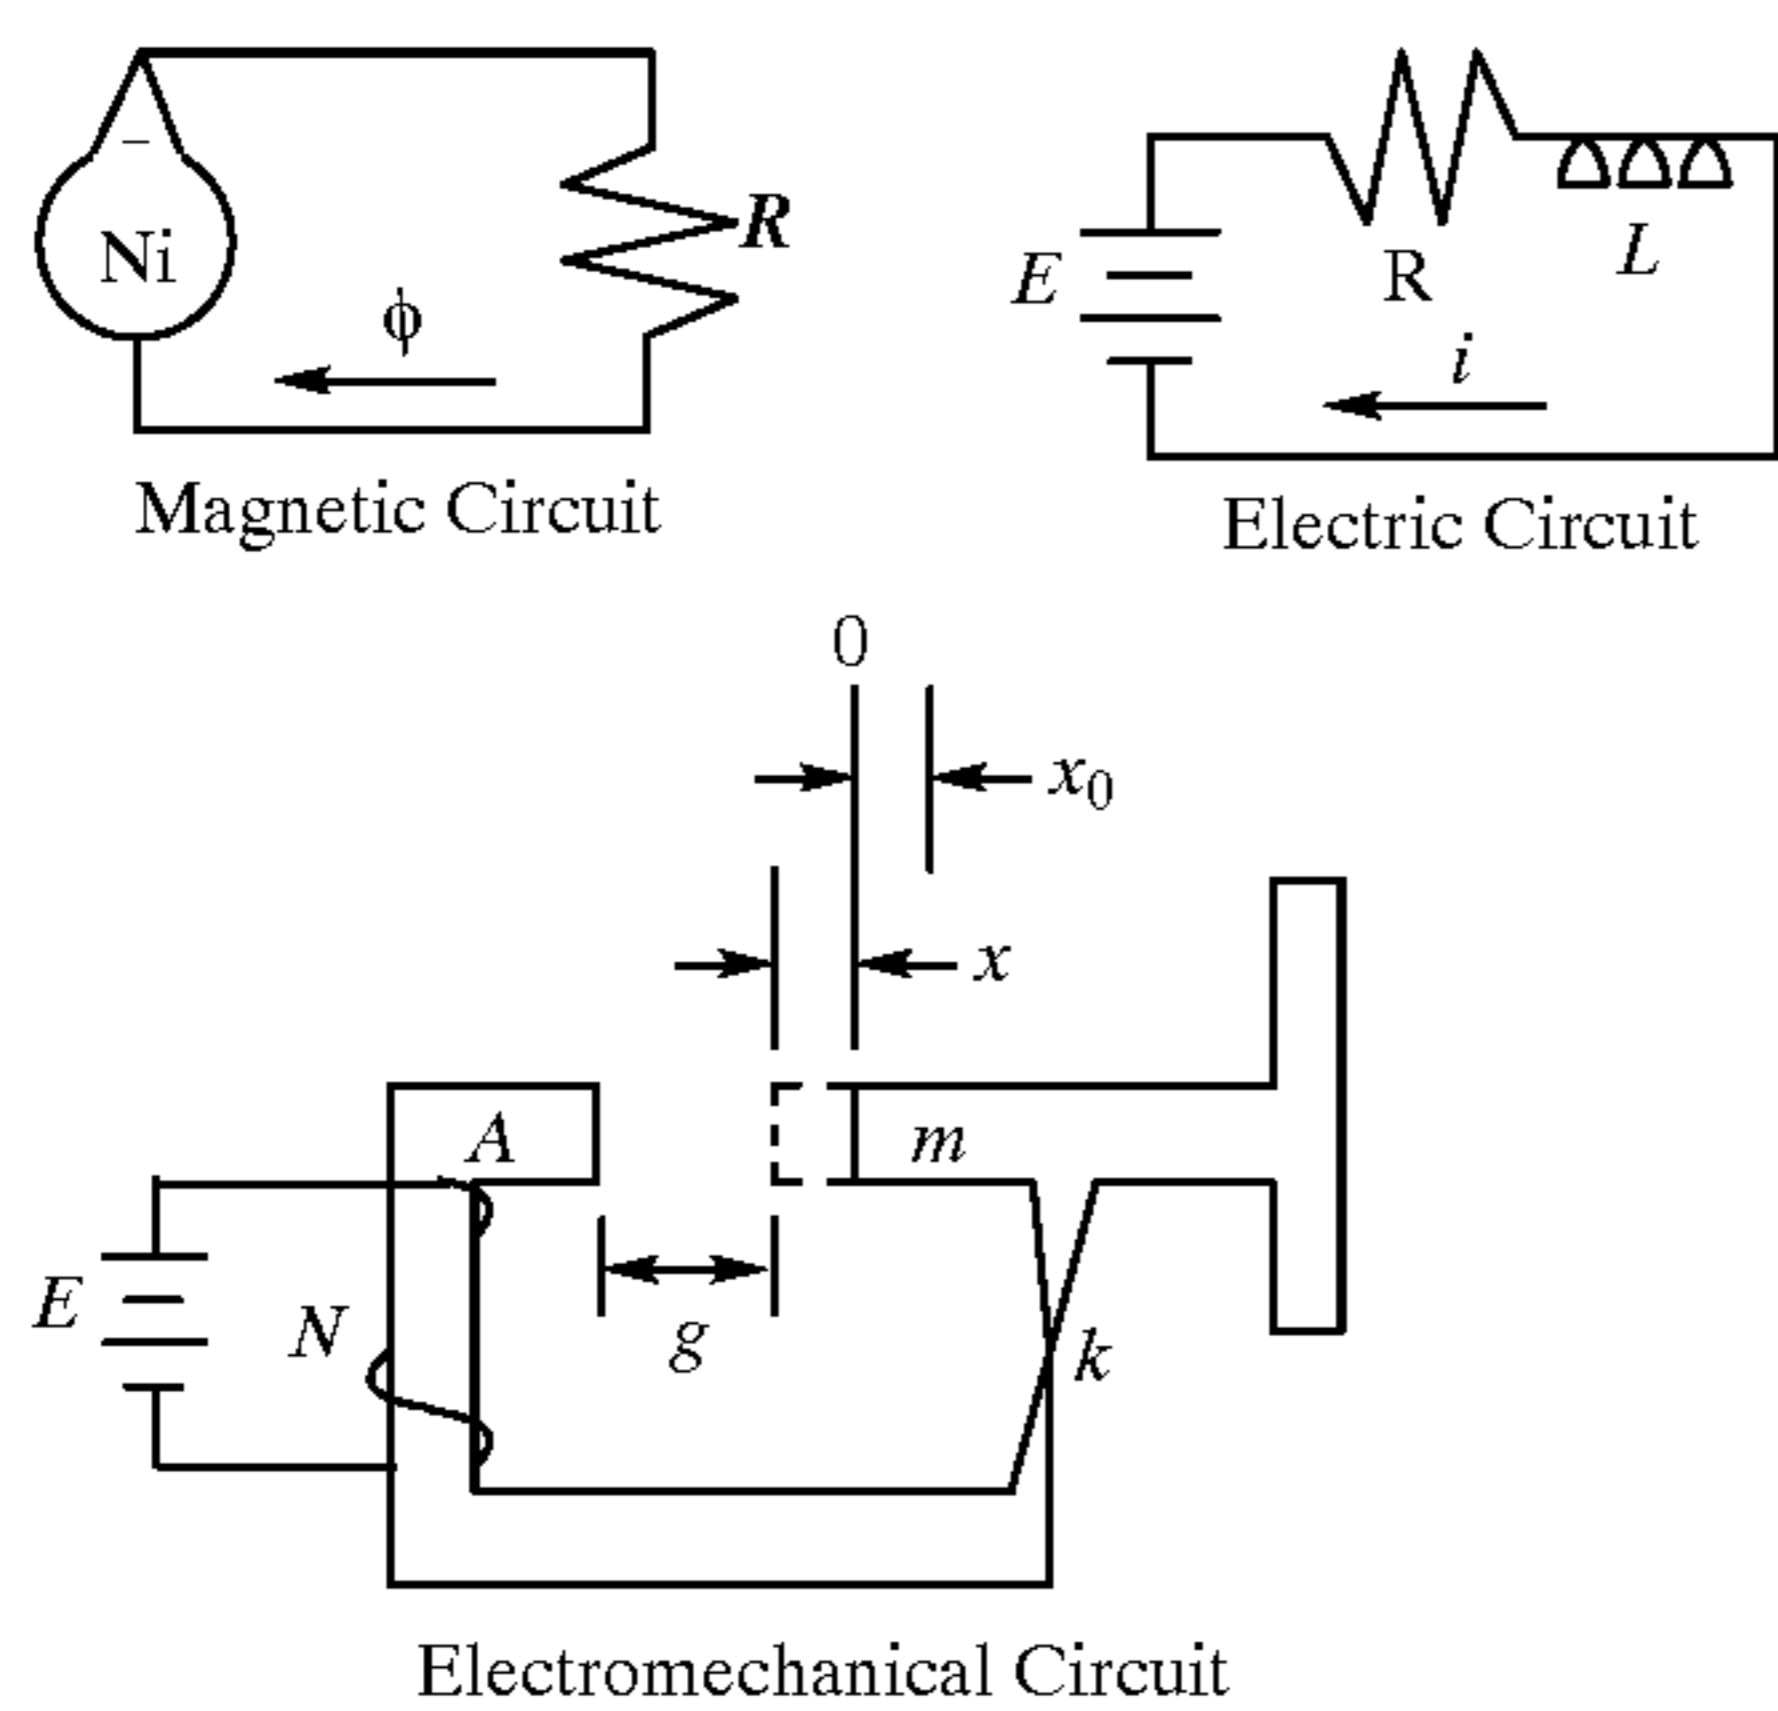 –
Ni
R
ϕ
Magnetic Circuit
E
R
L
i
Electric Circuit
0
x₀
x
A
m
E
N
g
k
Electromechanical Circuit